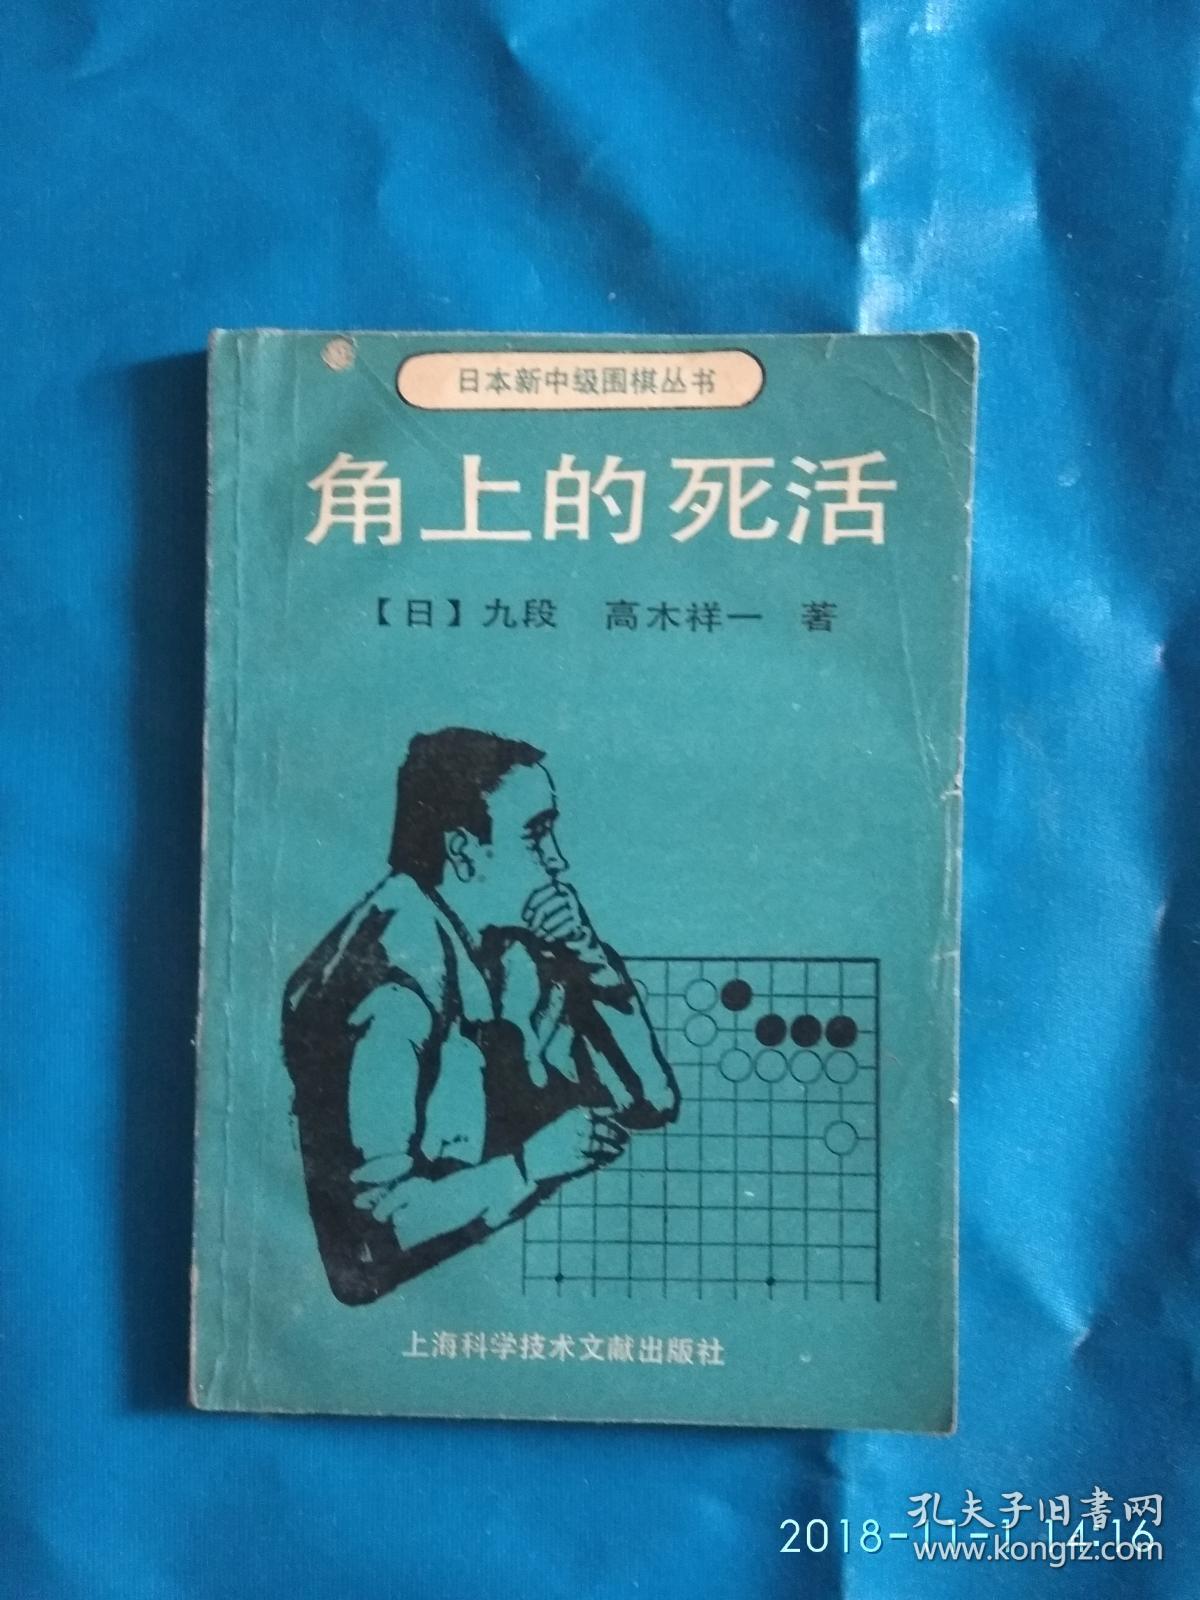 日本新中级围棋丛书
角上的死活
【日】九段 高木祥一 著
上海科学技术文献出版社
孔夫子旧書网
2018-11-1 14:16
www.kongfz.com